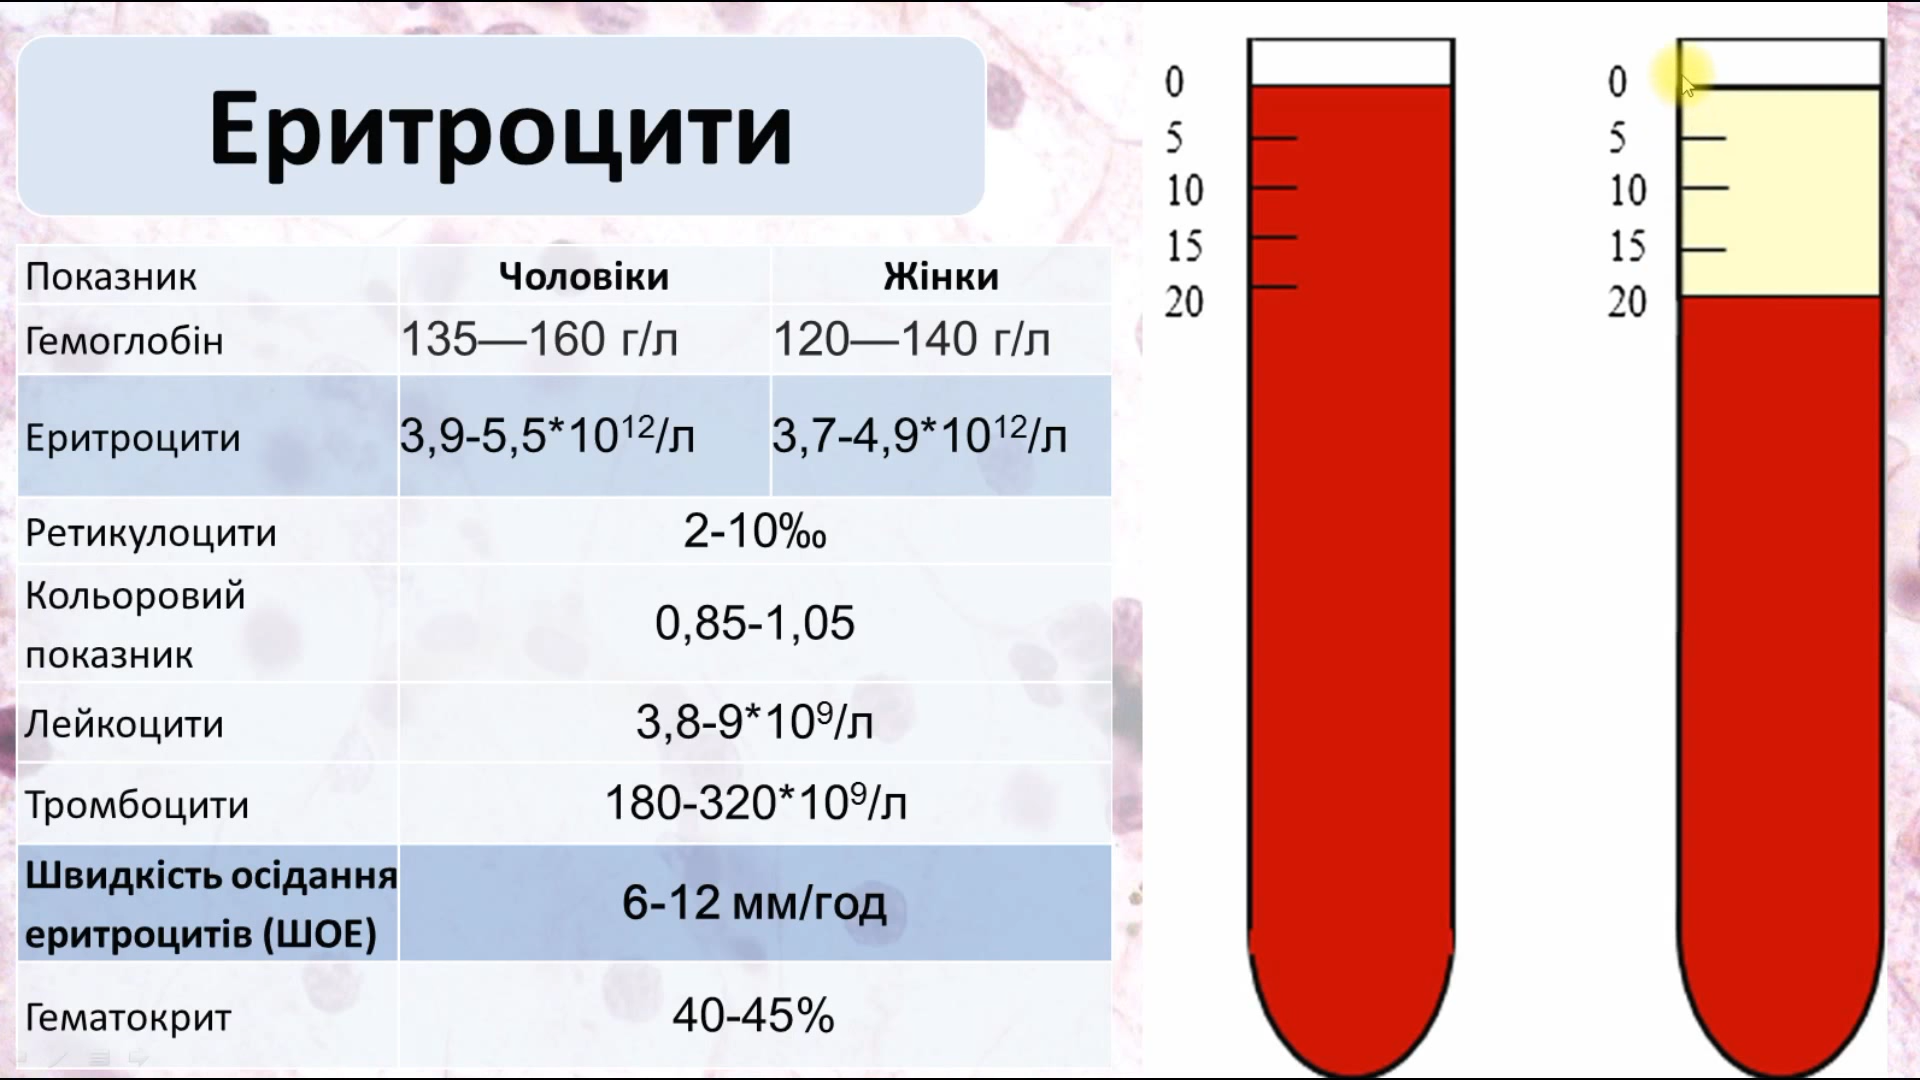 Еритроцити
Показник Чоловіки Жінки
Гемоглобін 135—160 г/л 120—140 г/л
Еритроцити 3,9-5,5*10¹²/л 3,7-4,9*10¹²/л
Ретикулоцити 2-10‰
Кольоровий
показник 0,85-1,05
Лейкоцити 3,8-9*10⁹/л
Тромбоцити 180-320*10⁹/л
Швидкість осідання
еритроцитів (ШОЕ) 6-12 мм/год
Гематокрит 40-45%
0
5
10
15
20
0
5
10
15
20